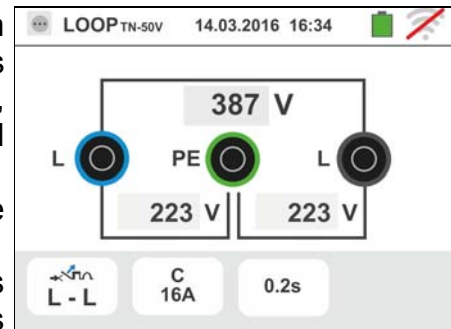 LOOP TN-50V 14.03.2016 16:34
387 V
L PE L
223 V 223 V
L - L C 16A 0.2s